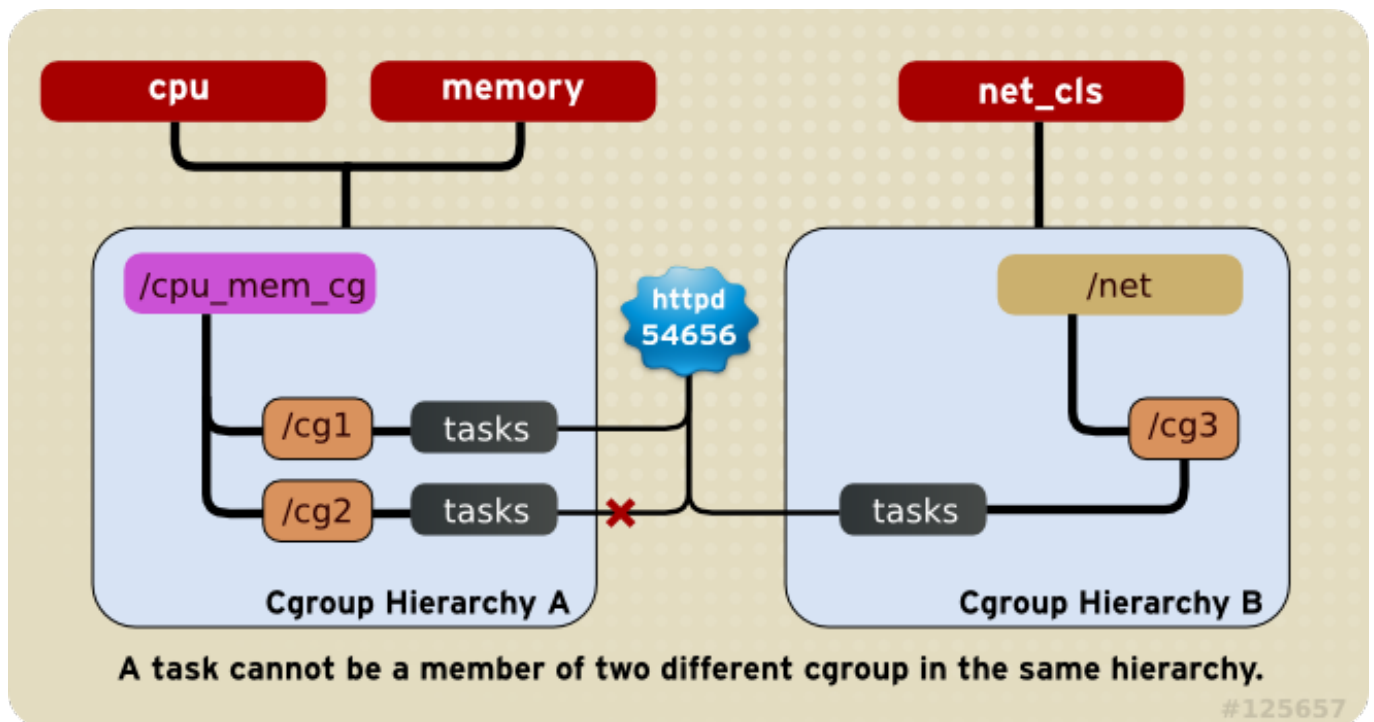 cpu
memory
net_cls
/cpu_mem_cg
httpd
54656
/net
/cg1
tasks
/cg3
/cg2
tasks
tasks
Cgroup Hierarchy A
Cgroup Hierarchy B
A task cannot be a member of two different cgroup in the same hierarchy.
#125657